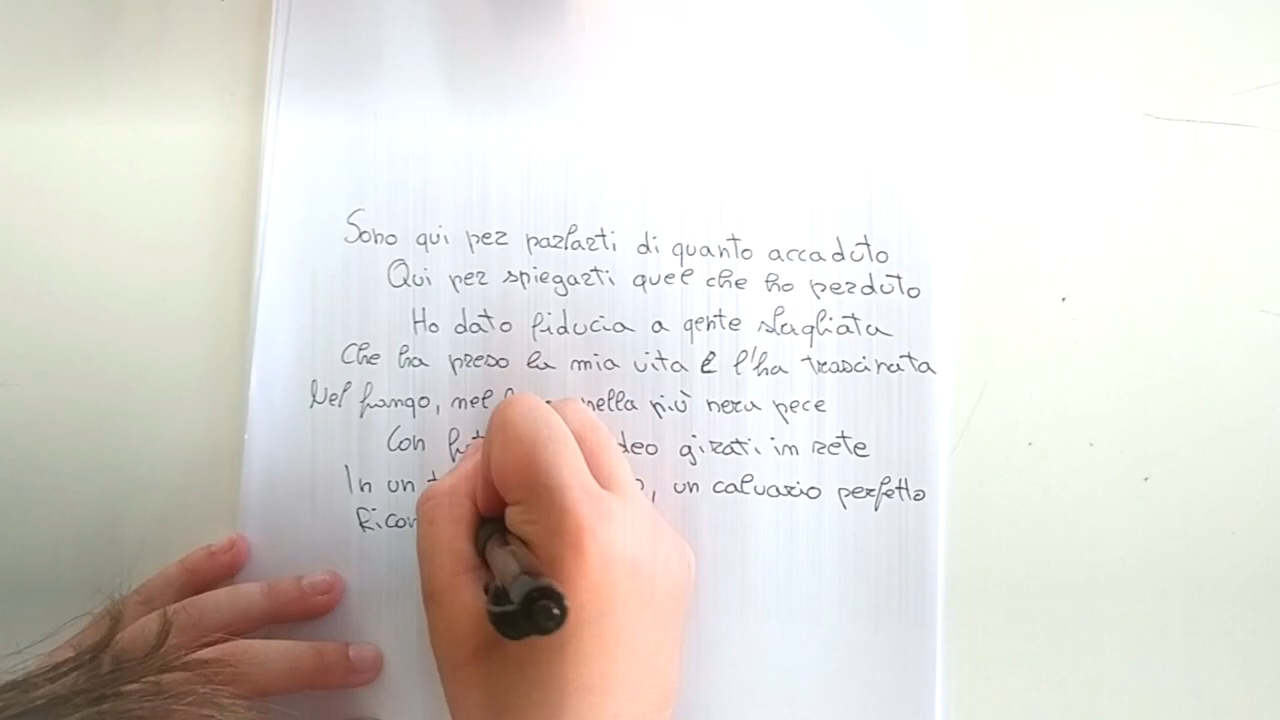 Sono qui per parlarti di quanto accaduto
Qui per spiegarti quel che ho perduto
Ho dato fiducia a gente sbagliata
Che ha preso la mia vita e l'ha trascinata
Nel fango, nel nella più nera pece
Con girati in rete
In un un calvario perfetto